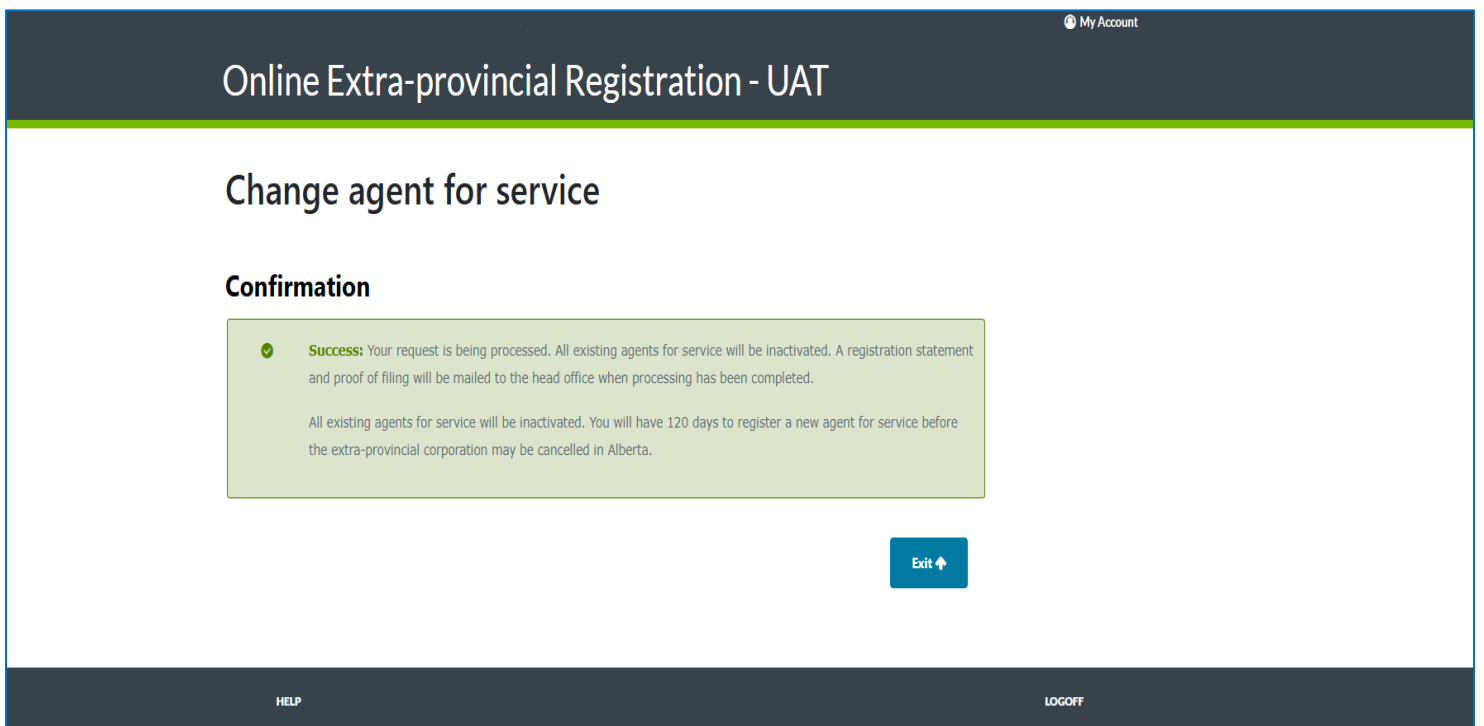 My Account
Online Extra-provincial Registration - UAT
Change agent for service
Confirmation
Success: Your request is being processed. All existing agents for service will be inactivated. A registration statement
and proof of filing will be mailed to the head office when processing has been completed.
All existing agents for service will be inactivated. You will have 120 days to register a new agent for service before
the extra-provincial corporation may be cancelled in Alberta.
Exit
HELP
LOGOFF